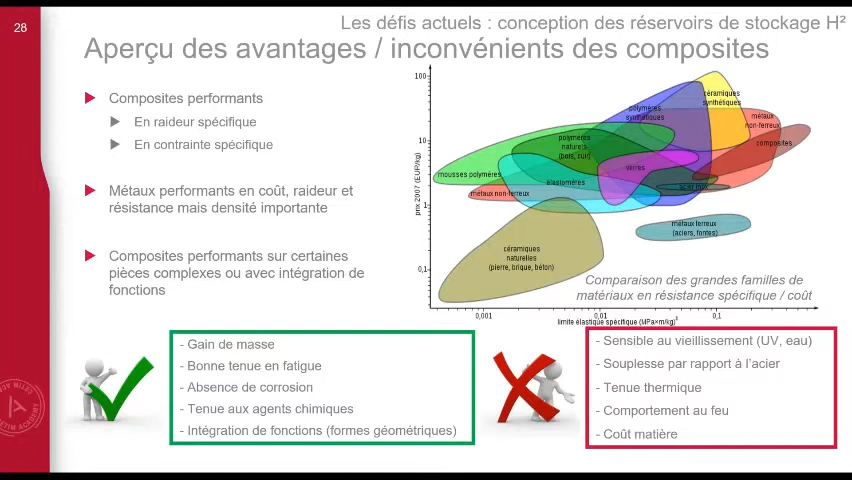 28
Les défis actuels : conception des réservoirs de stockage H²
Aperçu des avantages / inconvénients des composites
Composites performants
En raideur spécifique
En contrainte spécifique
Métaux performants en coût, raideur et
résistance mais densité importante
Composites performants sur certaines
pièces complexes ou avec intégration de
fonctions
prix 2007 (EUR/kg)
100
10
1
0,1
céramiques
synthétiques
polymères
synthétiques
métaux
non-ferreux
composites
polymères
naturels
(bois, cuir)
verres
mousses polymères
élastomères
métaux non-ferreux
acier inox
métaux ferreux
(aciers, fontes)
céramiques
naturelles
(pierre, brique, béton)
Comparaison des grandes familles de
matériaux en résistance spécifique / coût
0,001
0,01
0,1
limite élastique spécifique (MPa×m/kg)³
- Gain de masse
- Bonne tenue en fatigue
- Absence de corrosion
- Tenue aux agents chimiques
- Intégration de fonctions (formes géométriques)
- Sensible au vieillissement (UV, eau)
- Souplesse par rapport à l'acier
- Tenue thermique
- Comportement au feu
- Coût matière
CETIM ACADEMY